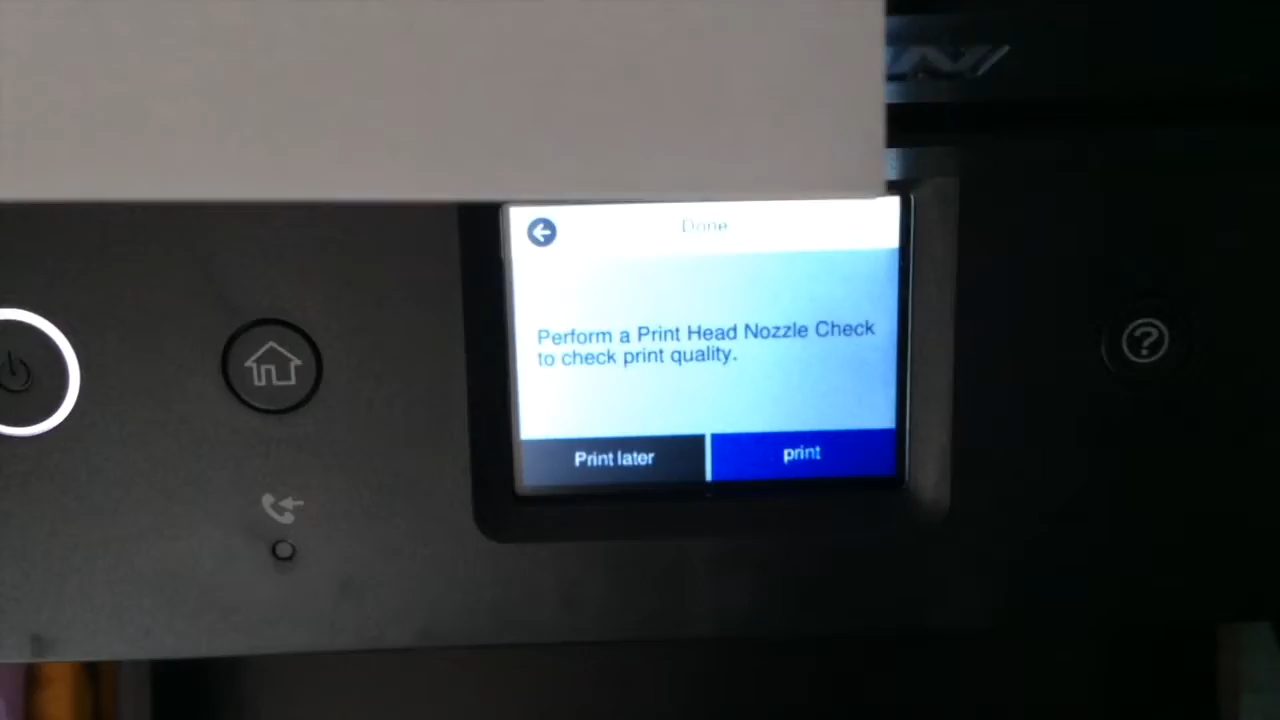 Done
Perform a Print Head Nozzle Check
to check print quality.
Print later
print
?